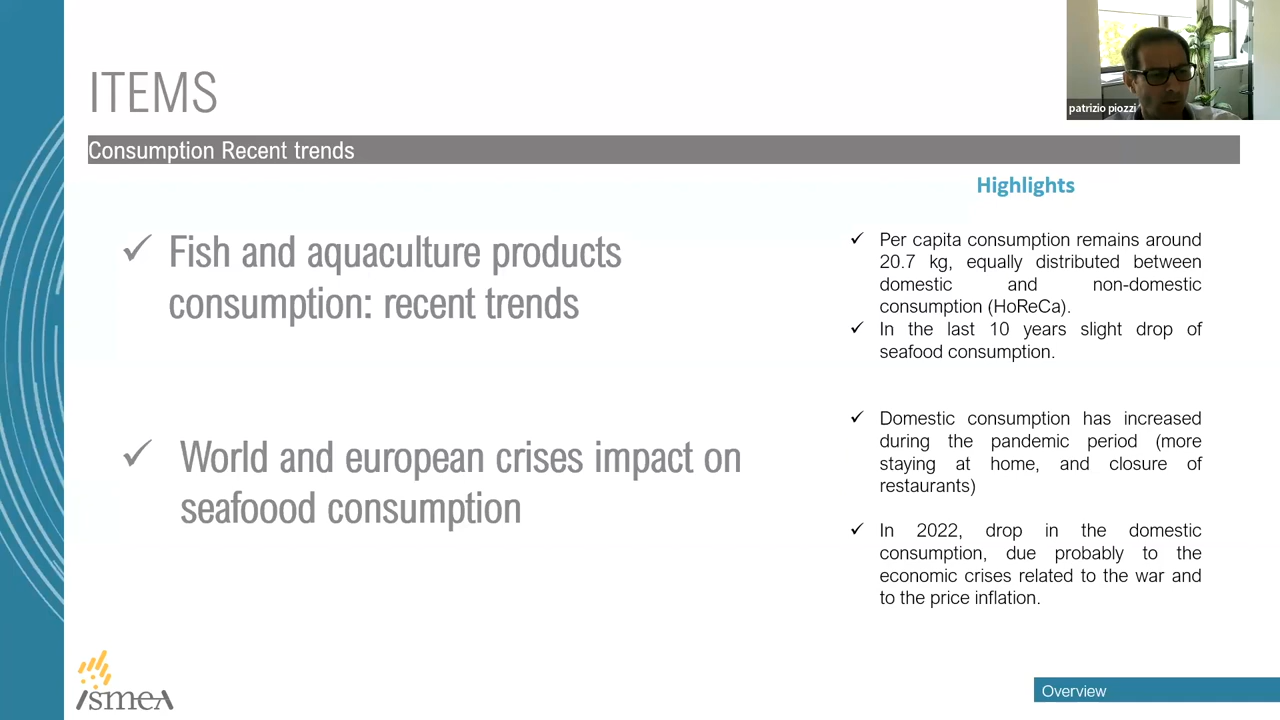 patrizio piozzi
ITEMS
Consumption Recent trends
Fish and aquaculture products
consumption: recent trends
World and european crises impact on
seafoood consumption
Highlights
Per capita consumption remains around
20.7 kg, equally distributed between
domestic and non-domestic
consumption (HoReCa).
In the last 10 years slight drop of
seafood consumption.
Domestic consumption has increased
during the pandemic period (more
staying at home, and closure of
restaurants)
In 2022, drop in the domestic
consumption, due probably to the
economic crises related to the war and
to the price inflation.
ismea
Overview